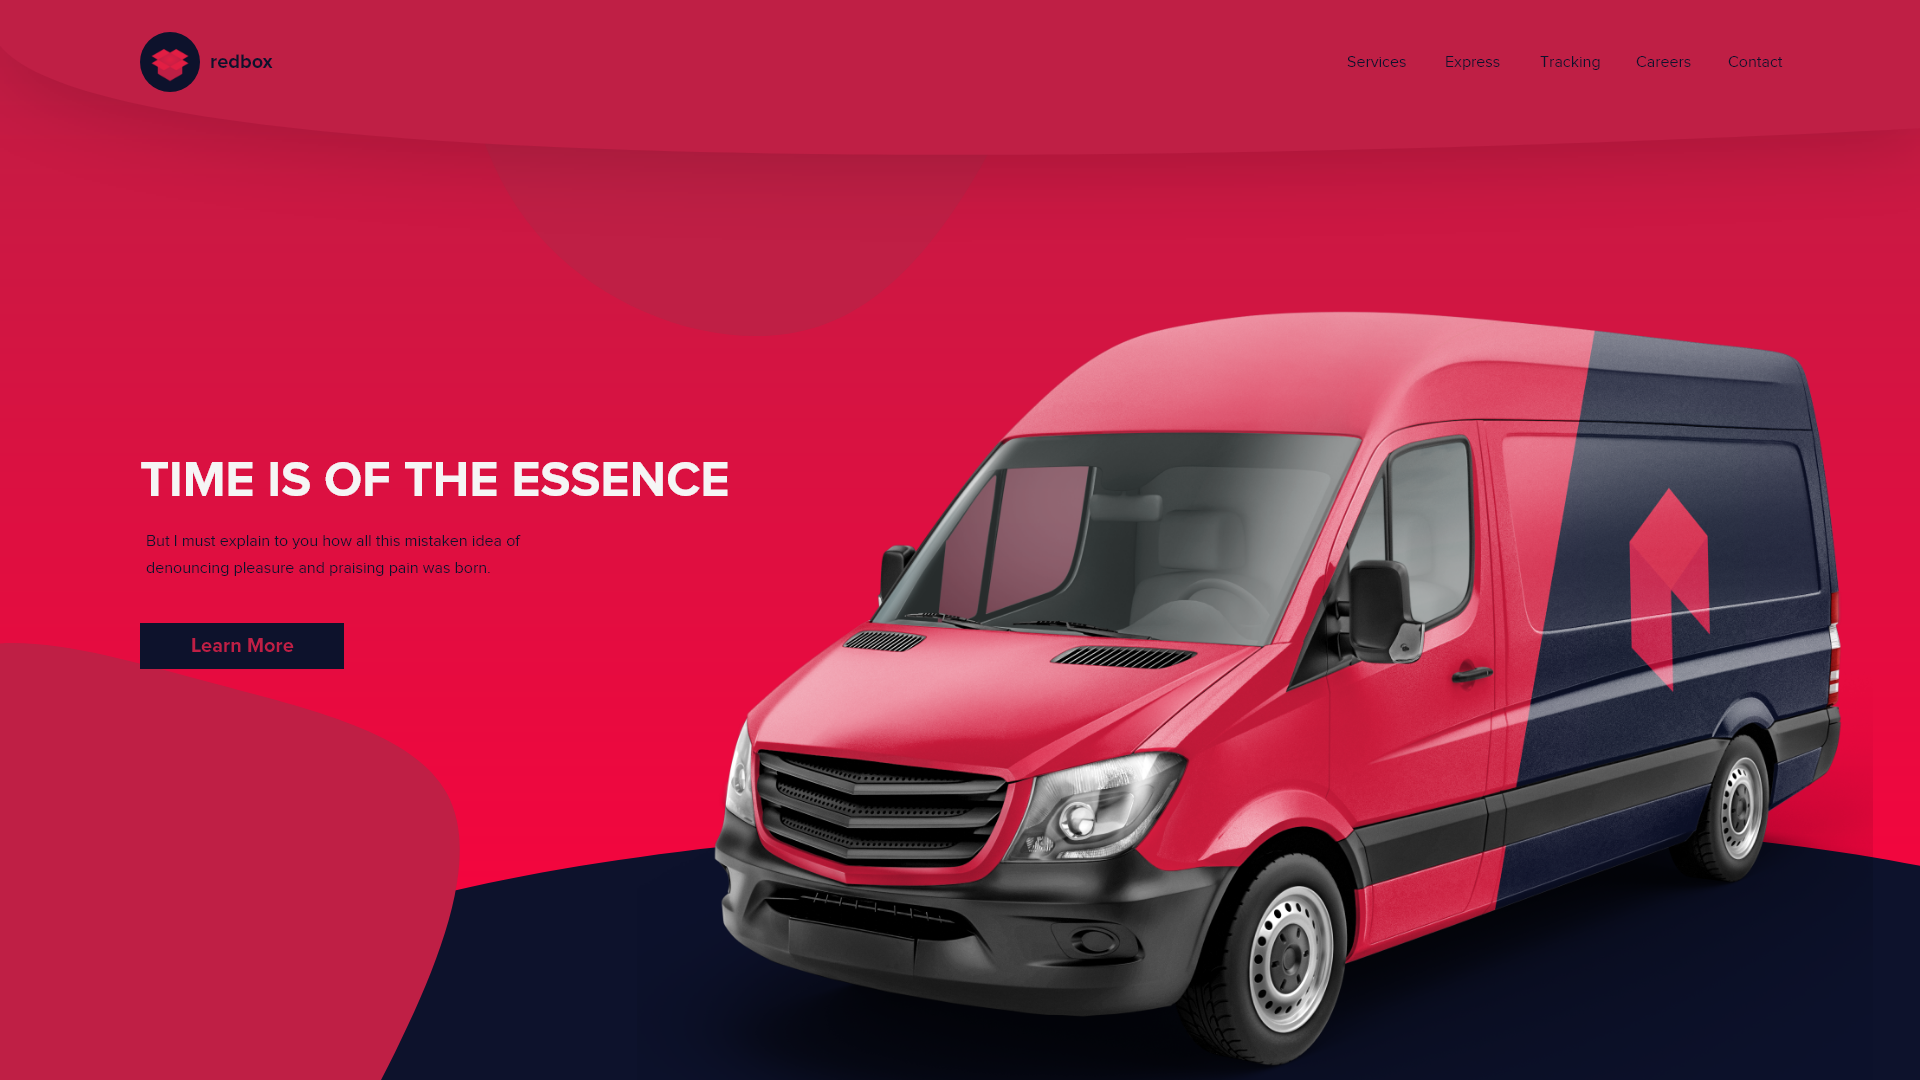 redbox
Services Express Tracking Careers Contact
TIME IS OF THE ESSENCE
But I must explain to you how all this mistaken idea of
denouncing pleasure and praising pain was born.
Learn More